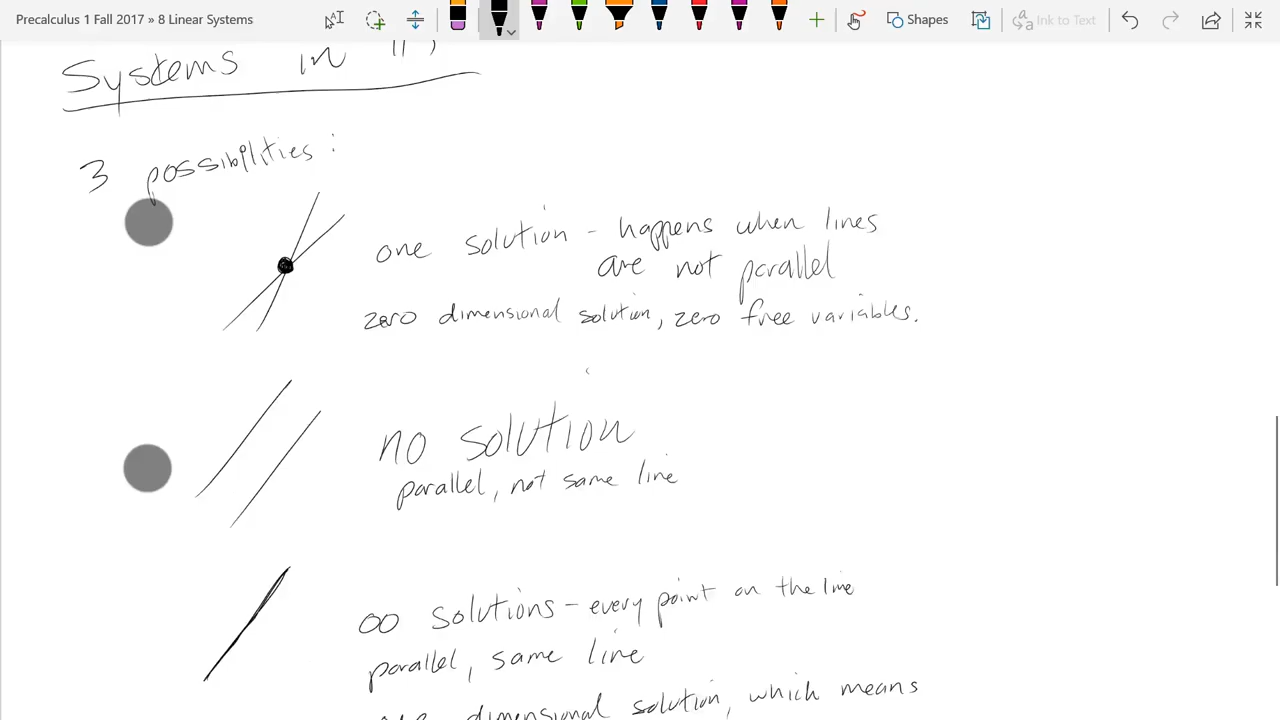 Precalculus 1 Fall 2017 » 8 Linear Systems
Shapes
Ink to Text
Systems in
3 possibilities:
one solution - happens when lines
are not parallel
zero dimensional solution, zero free variables.
no solution
parallel, not same line
∞ solutions - every point on the line
parallel, same line
dimensional solution, which means